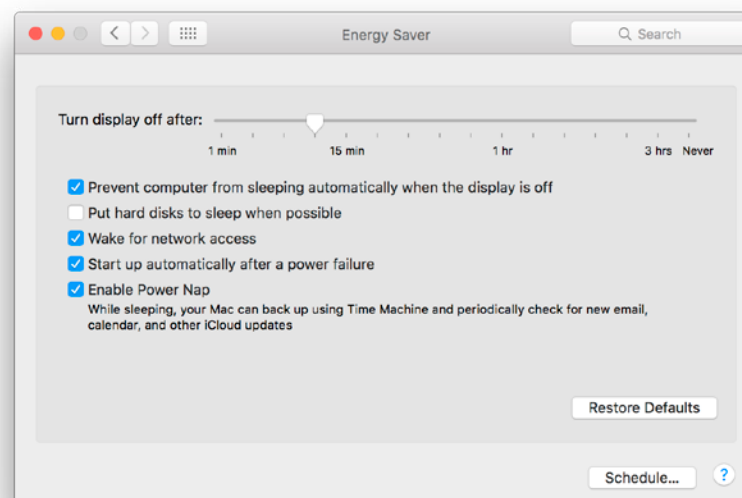 Energy Saver
Search
Turn display off after:
1 min 15 min 1 hr 3 hrs Never
Prevent computer from sleeping automatically when the display is off
Put hard disks to sleep when possible
Wake for network access
Start up automatically after a power failure
Enable Power Nap
While sleeping, your Mac can back up using Time Machine and periodically check for new email,
calendar, and other iCloud updates
Restore Defaults
Schedule... ?